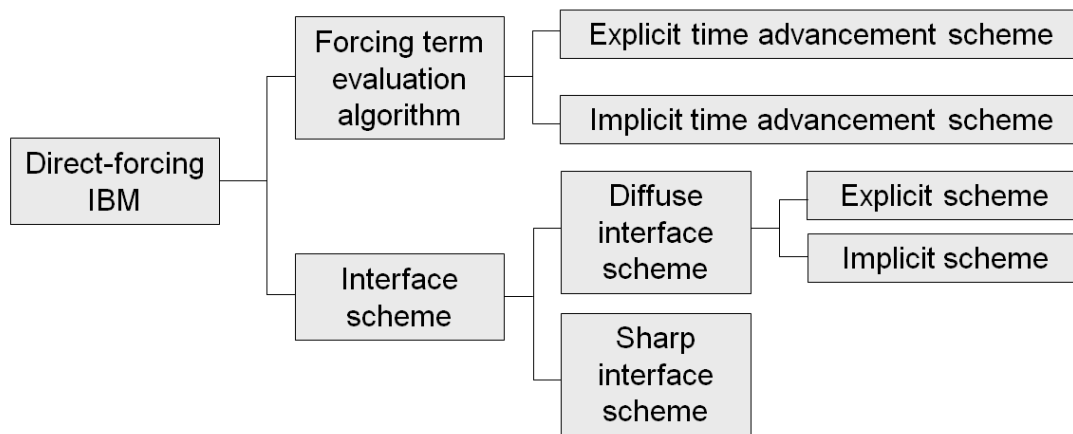 Direct-forcing
IBM
Forcing term
evaluation
algorithm
Explicit time advancement scheme
Implicit time advancement scheme
Interface
scheme
Diffuse
interface
scheme
Explicit scheme
Implicit scheme
Sharp
interface
scheme